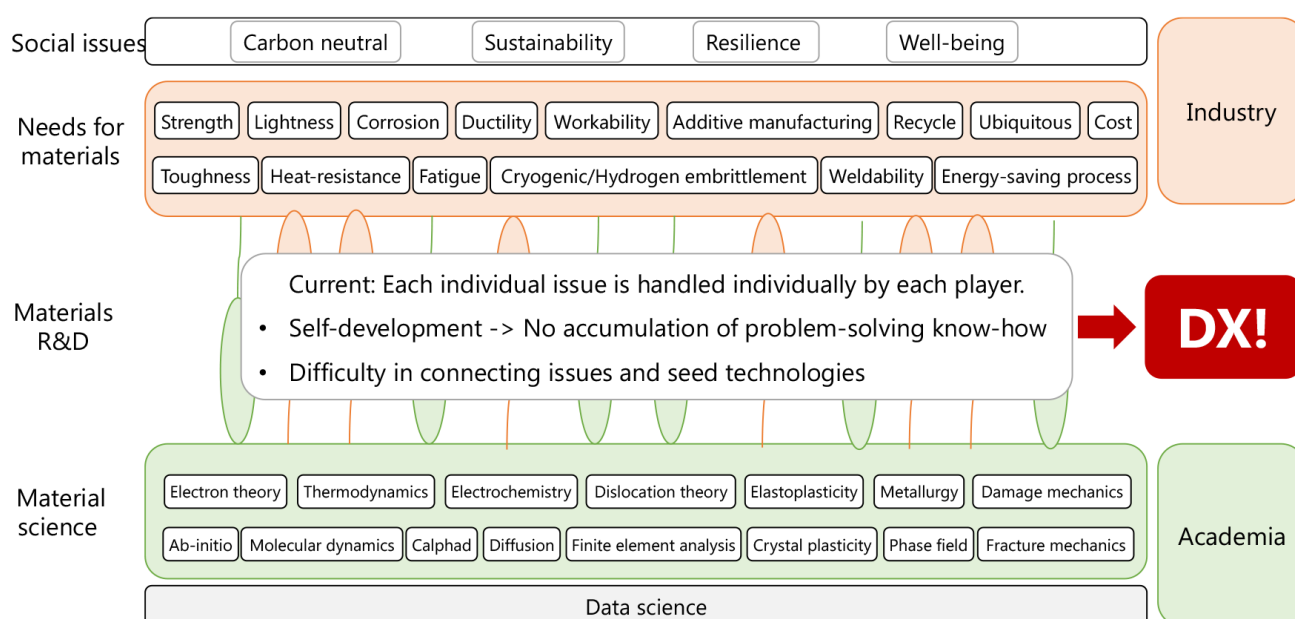 Social issues
Carbon neutral
Sustainability
Resilience
Well-being
Needs for
materials
Strength
Lightness
Corrosion
Ductility
Workability
Additive manufacturing
Recycle
Ubiquitous
Cost
Toughness
Heat-resistance
Fatigue
Cryogenic/Hydrogen embrittlement
Weldability
Energy-saving process
Industry
Materials
R&D
Current: Each individual issue is handled individually by each player.
• Self-development -> No accumulation of problem-solving know-how
• Difficulty in connecting issues and seed technologies
DX!
Material
science
Electron theory
Thermodynamics
Electrochemistry
Dislocation theory
Elastoplasticity
Metallurgy
Damage mechanics
Ab-initio
Molecular dynamics
Calphad
Diffusion
Finite element analysis
Crystal plasticity
Phase field
Fracture mechanics
Academia
Data science